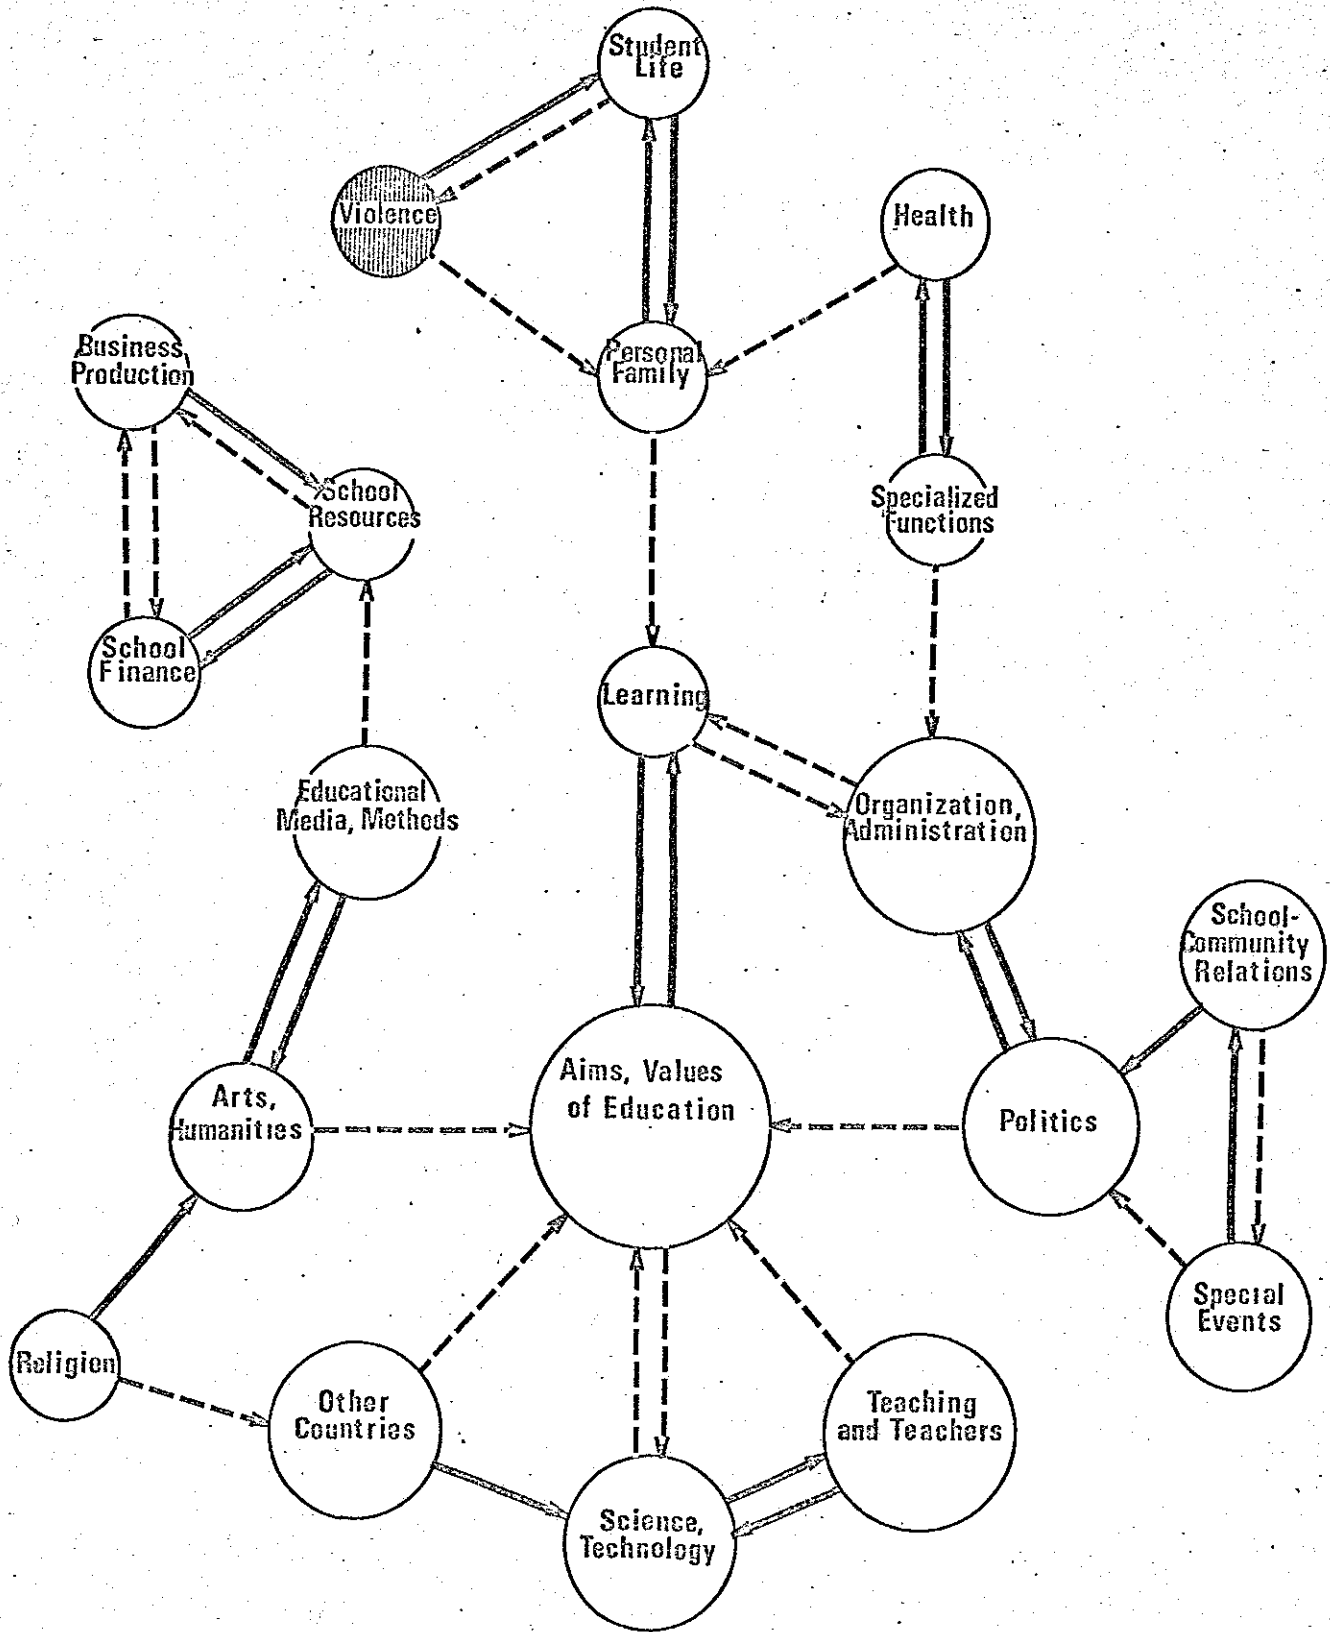 Student
Life
Violence
Health
Business,
Production
Personal
Family
School
Resources
Specialized
Functions
School
Finance
Learning
Educational
Media, Methods
Organization,
Administration
School-
Community
Relations
Aims, Values
of Education
Arts,
Humanities
Politics
Special
Events
Religion
Other
Countries
Teaching
and Teachers
Science,
Technology